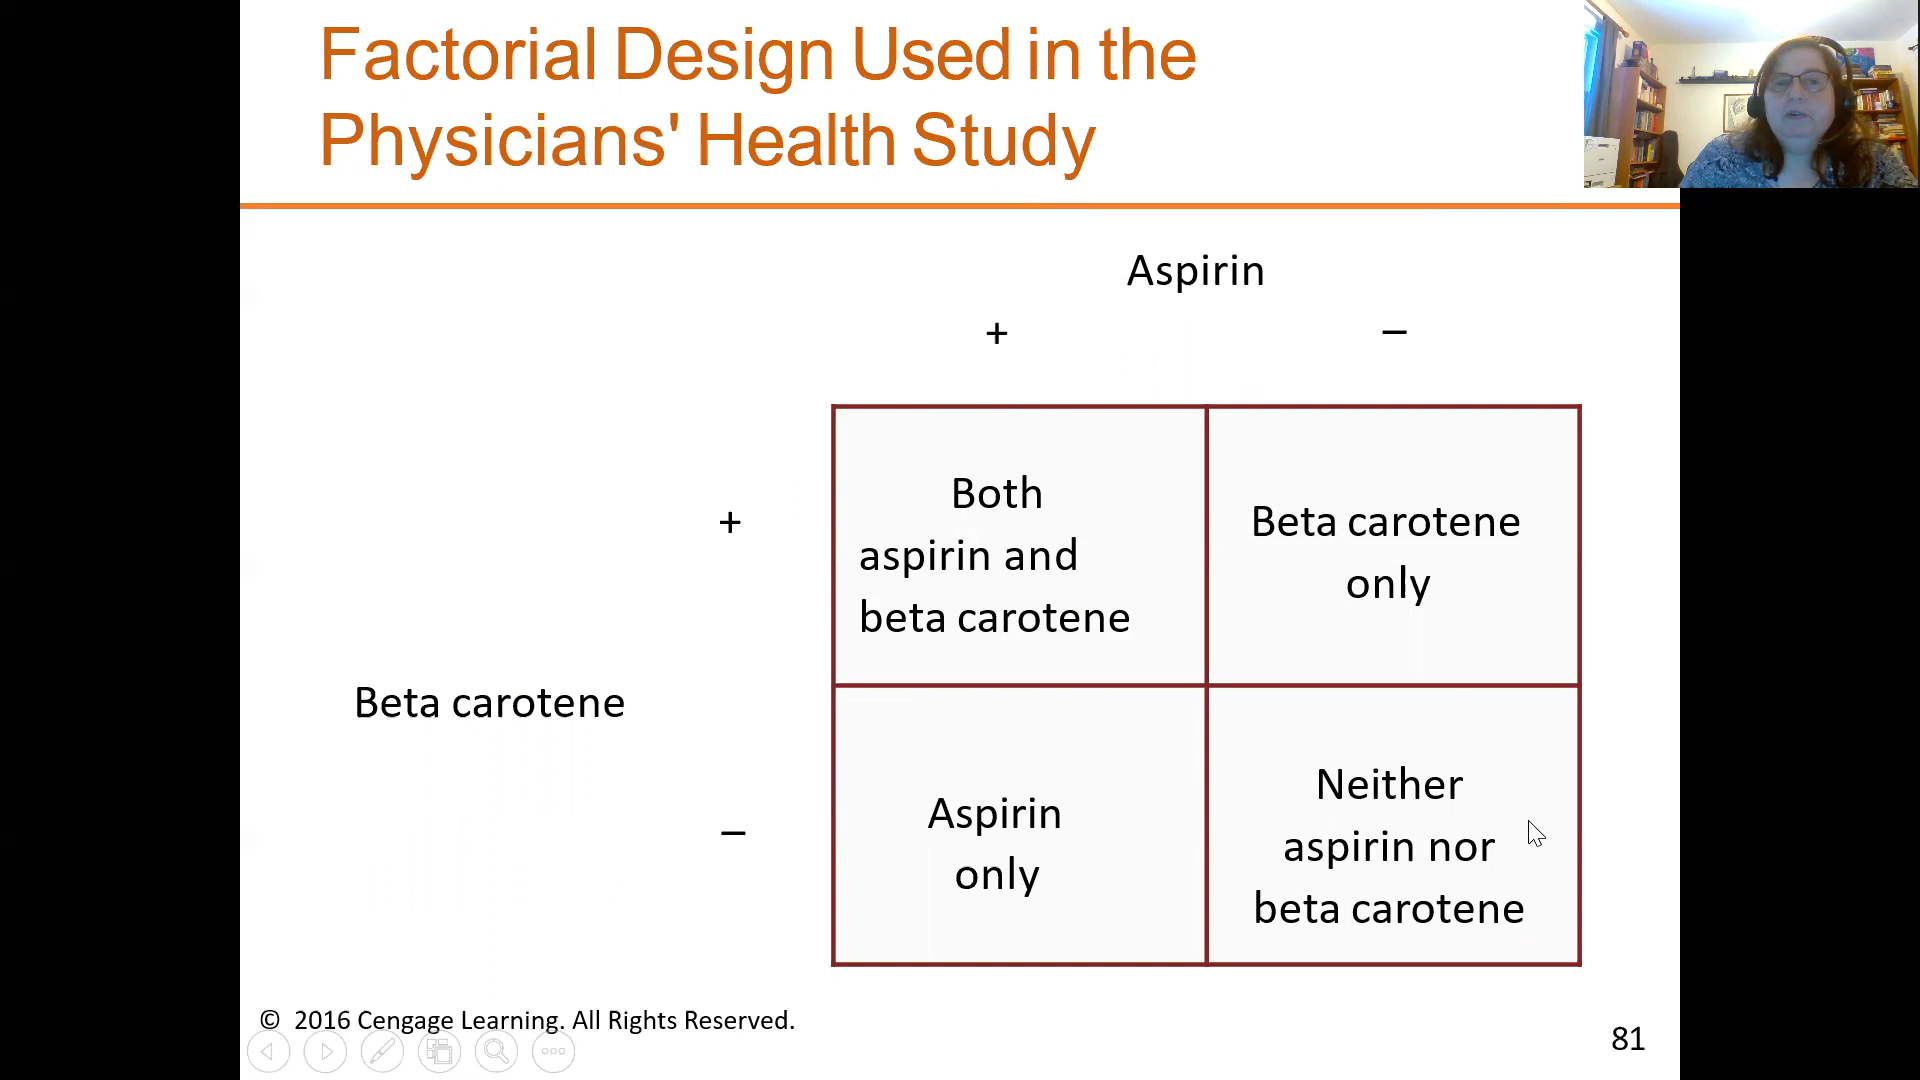 Factorial Design Used in the
Physicians' Health Study
Aspirin
+ –
+
Both
aspirin and
beta carotene
Beta carotene
only
Beta carotene
–
Aspirin
only
Neither
aspirin nor
beta carotene
© 2016 Cengage Learning. All Rights Reserved.
81